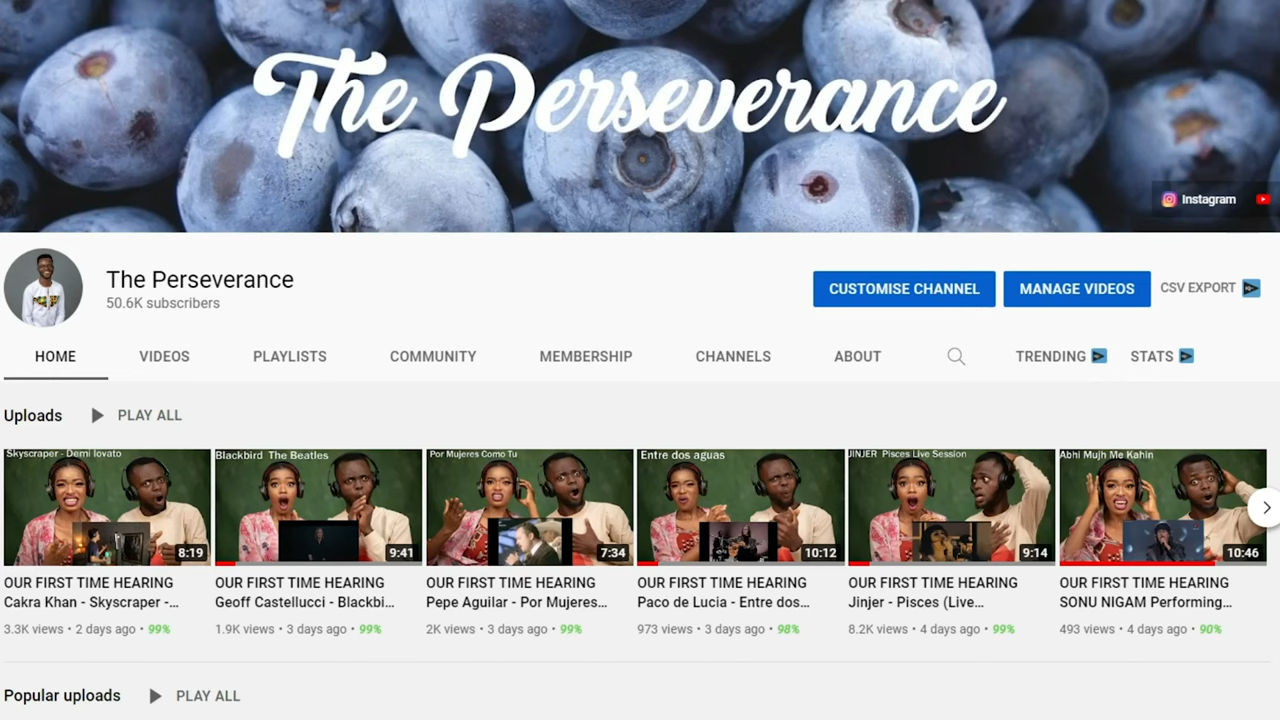 The Perseverance
Instagram
The Perseverance
50.6K subscribers
CUSTOMISE CHANNEL
MANAGE VIDEOS
CSV EXPORT
HOME
VIDEOS
PLAYLISTS
COMMUNITY
MEMBERSHIP
CHANNELS
ABOUT
TRENDING
STATS
Uploads
PLAY ALL
Skyscraper - Demi lovato
8:19
OUR FIRST TIME HEARING
Cakra Khan - Skyscraper -...
3.3K views • 2 days ago • 99%
Blackbird The Beatles
9:41
OUR FIRST TIME HEARING
Geoff Castellucci - Blackbi...
1.9K views • 3 days ago • 99%
Por Mujeres Como Tu
7:34
OUR FIRST TIME HEARING
Pepe Aguilar - Por Mujeres...
2K views • 3 days ago • 99%
Entre dos aguas
10:12
OUR FIRST TIME HEARING
Paco de Lucia - Entre dos...
973 views • 3 days ago • 98%
JINJER Pisces Live Session
9:14
OUR FIRST TIME HEARING
Jinjer - Pisces (Live...
8.2K views • 4 days ago • 99%
Abhi Mujh Me Kahin
10:46
OUR FIRST TIME HEARING
SONU NIGAM Performing...
493 views • 4 days ago • 90%
Popular uploads
PLAY ALL